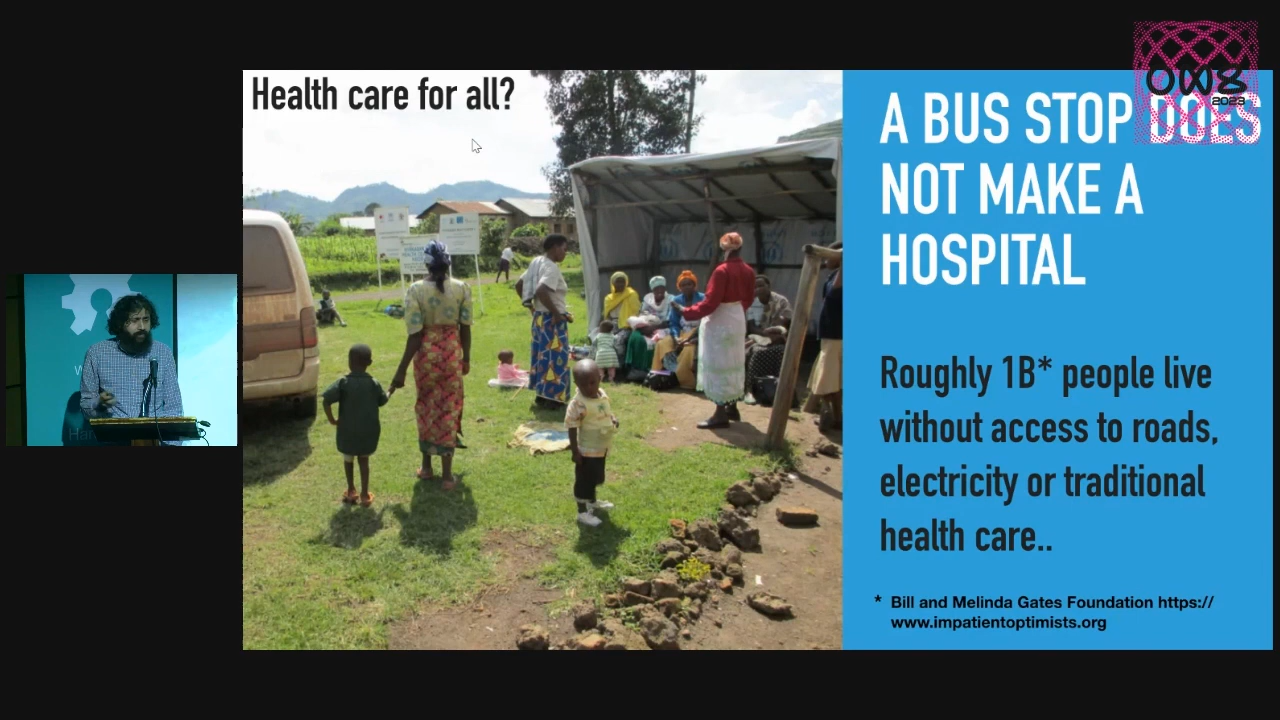 OW8
2023
Health care for all?
A BUS STOP DOES
NOT MAKE A
HOSPITAL
Roughly 1B* people live
without access to roads,
electricity or traditional
health care..
* Bill and Melinda Gates Foundation https://
www.impatientoptimists.org